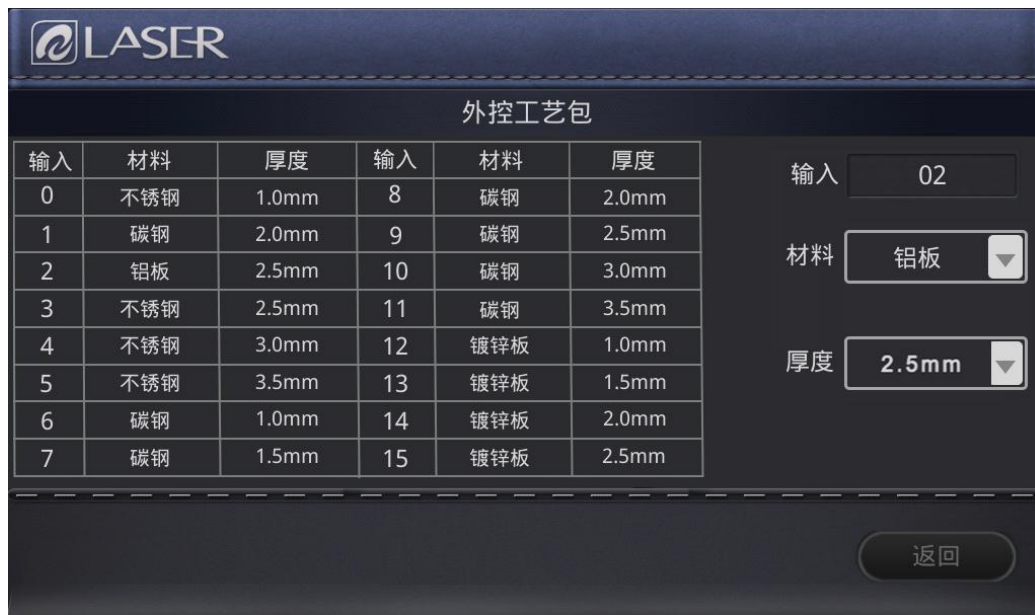 LASER
外控工艺包
输入 材料 厚度 输入 材料 厚度
0 不锈钢 1.0mm 8 碳钢 2.0mm
1 碳钢 2.0mm 9 碳钢 2.5mm
2 铝板 2.5mm 10 碳钢 3.0mm
3 不锈钢 2.5mm 11 碳钢 3.5mm
4 不锈钢 3.0mm 12 镀锌板 1.0mm
5 不锈钢 3.5mm 13 镀锌板 1.5mm
6 碳钢 1.0mm 14 镀锌板 2.0mm
7 碳钢 1.5mm 15 镀锌板 2.5mm
输入 02
材料 铝板
厚度 2.5mm
返回